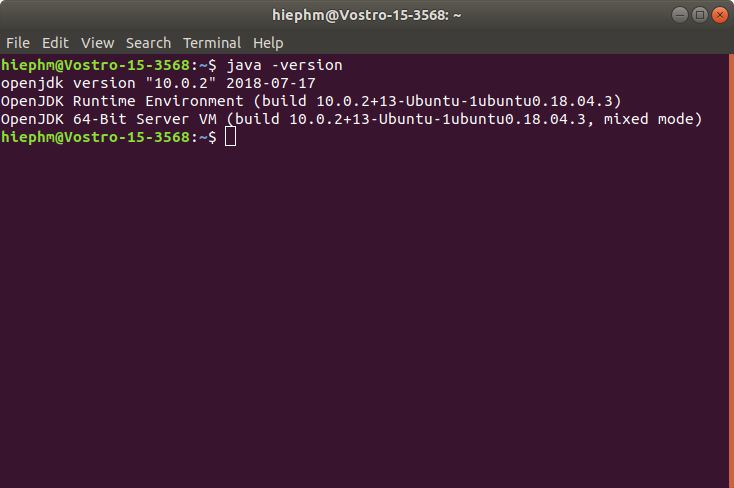 hiephm@Vostro-15-3568: ~
File Edit View Search Terminal Help
hiephm@Vostro-15-3568:~$ java -version
openjdk version "10.0.2" 2018-07-17
OpenJDK Runtime Environment (build 10.0.2+13-Ubuntu-1ubuntu0.18.04.3)
OpenJDK 64-Bit Server VM (build 10.0.2+13-Ubuntu-1ubuntu0.18.04.3, mixed mode)
hiephm@Vostro-15-3568:~$